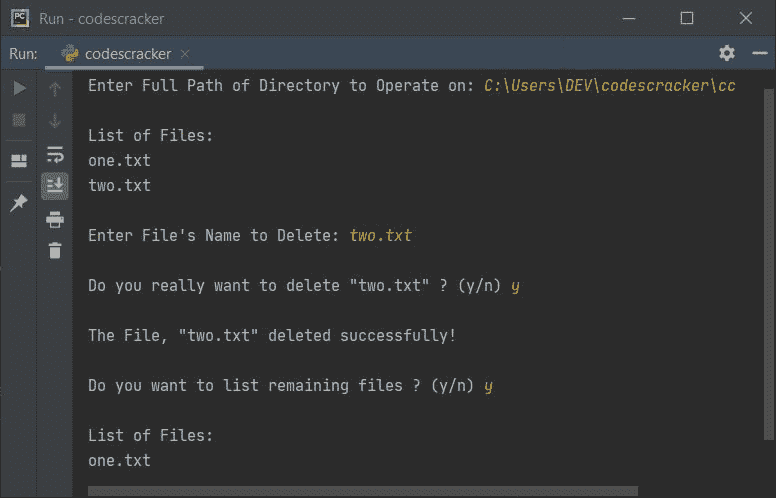 PC
Run - codescracker
Run: codescracker
Enter Full Path of Directory to Operate on: C:\Users\DEV\codescracker\cc
List of Files:
one.txt
two.txt
Enter File's Name to Delete: two.txt
Do you really want to delete "two.txt" ? (y/n) y
The File, "two.txt" deleted successfully!
Do you want to list remaining files ? (y/n) y
List of Files:
one.txt